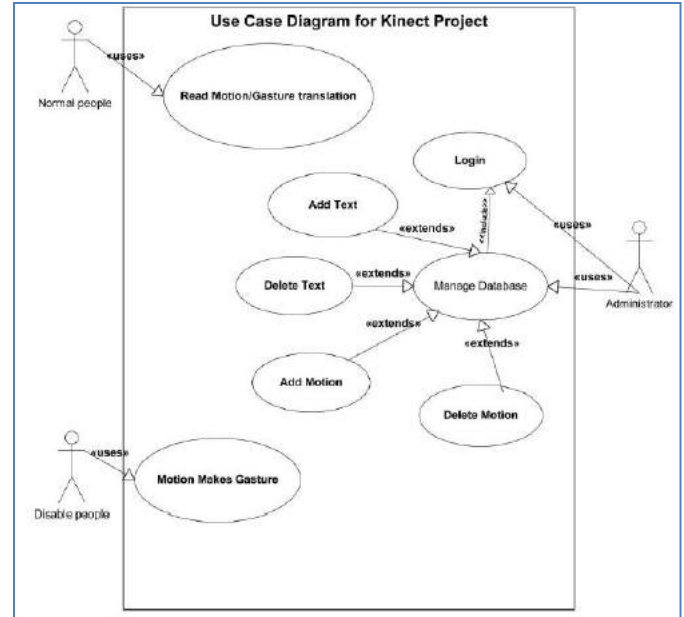 Use Case Diagram for Kinect Project
«uses»
Normal people
Read Motion/Gasture translation
Login
Add Text
«include»
«extends»
«uses»
Delete Text
«extends»
Manage Database
«uses»
Administrator
«extends»
«extends»
Add Motion
Delete Motion
«uses»
Motion Makes Gasture
Disable people